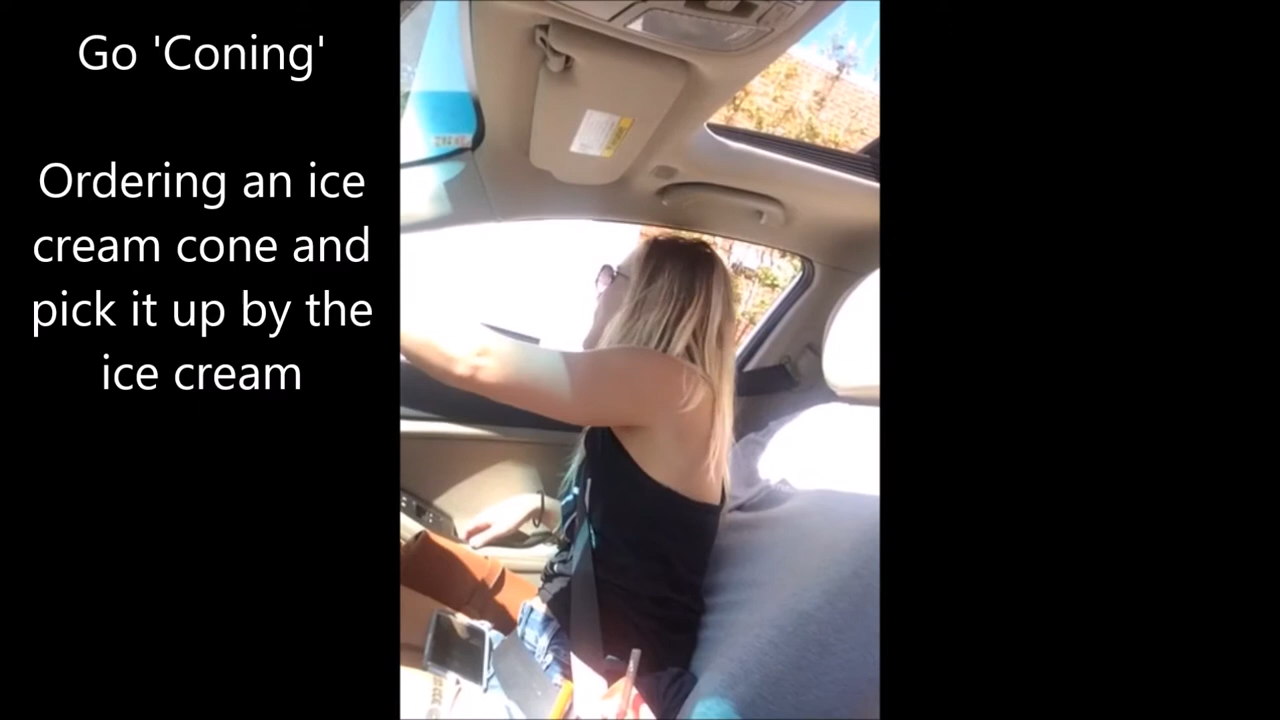 Go 'Coning'
Ordering an ice
cream cone and
pick it up by the
ice cream